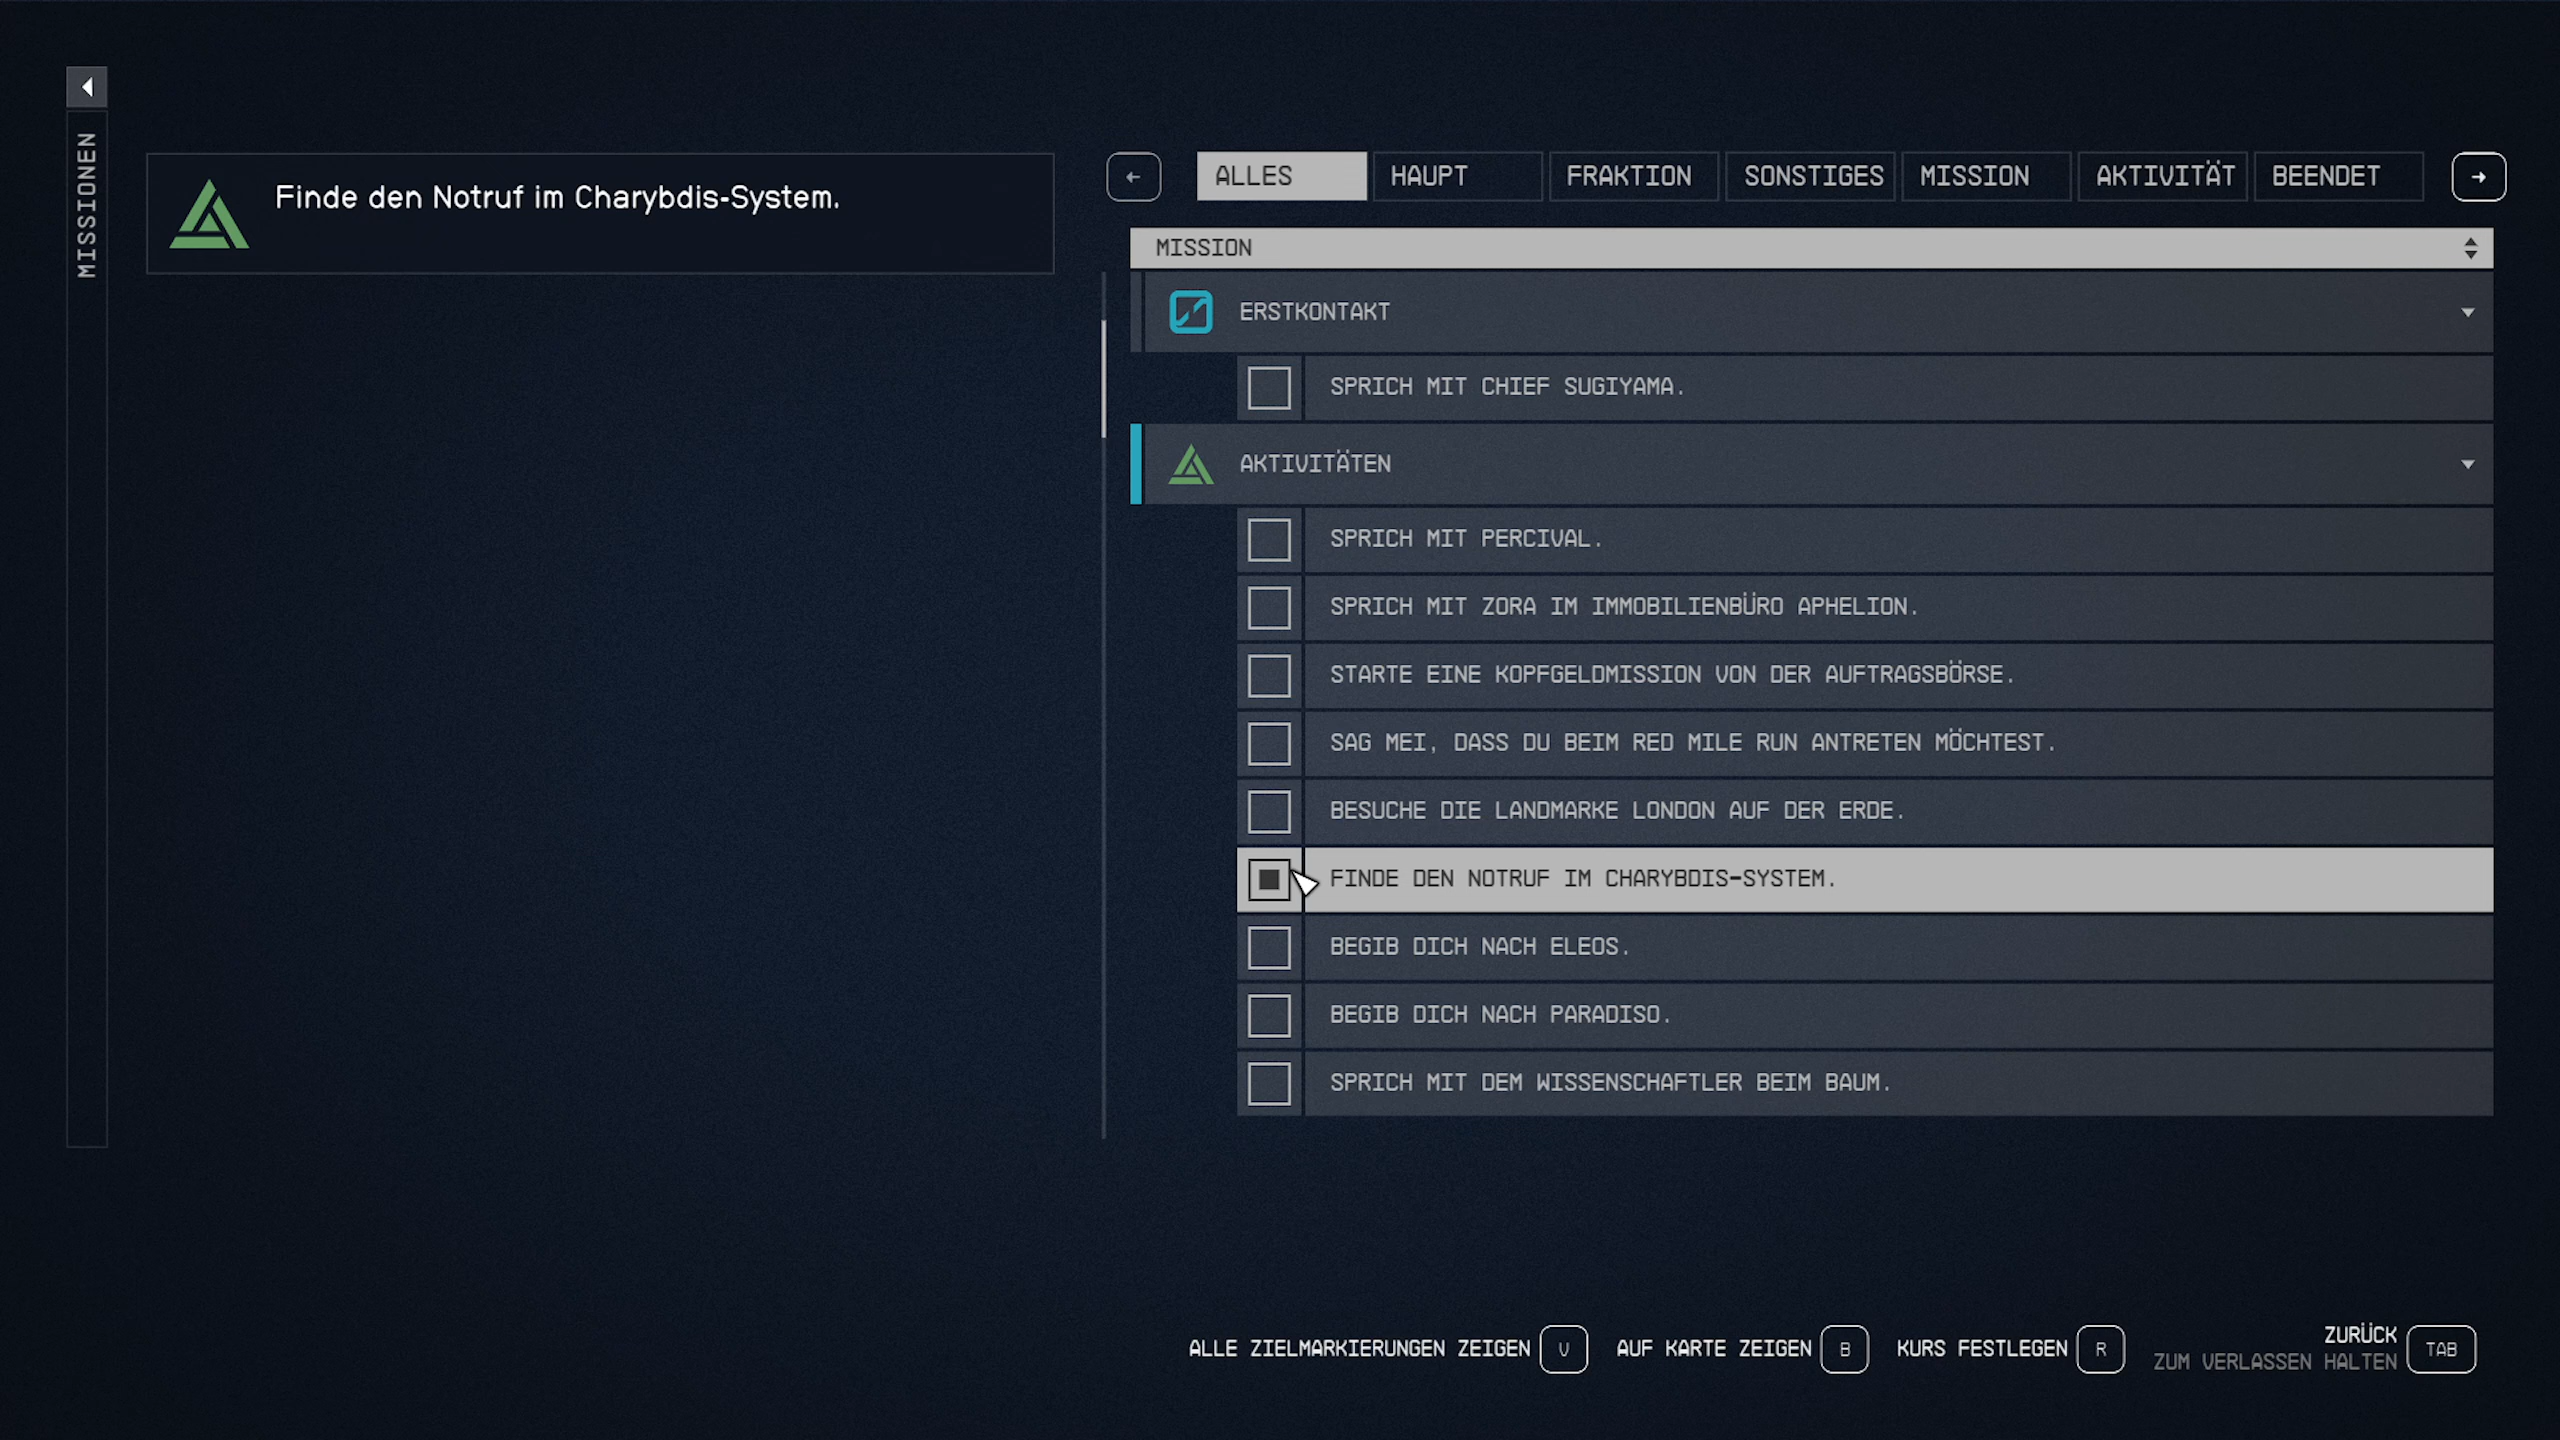 MISSIONEN
Finde den Notruf im Charybdis-System.
ALLES HAUPT FRAKTION SONSTIGES MISSION AKTIVITÄT BEENDET
MISSION
ERSTKONTAKT
SPRICH MIT CHIEF SUGIYAMA.
AKTIVITÄTEN
SPRICH MIT PERCIVAL.
SPRICH MIT ZORA IM IMMOBILIENBÜRO APHELION.
STARTE EINE KOPFGELDMISSION VON DER AUFTRAGSBÖRSE.
SAG MEI, DASS DU BEIM RED MILE RUN ANTRETEN MÖCHTEST.
BESUCHE DIE LANDMARKE LONDON AUF DER ERDE.
FINDE DEN NOTRUF IM CHARYBDIS-SYSTEM.
BEGIB DICH NACH ELEOS.
BEGIB DICH NACH PARADISO.
SPRICH MIT DEM WISSENSCHAFTLER BEIM BAUM.
ALLE ZIELMARKIERUNGEN ZEIGEN V AUF KARTE ZEIGEN B KURS FESTLEGEN R ZURÜCK TAB
ZUM VERLASSEN HALTEN